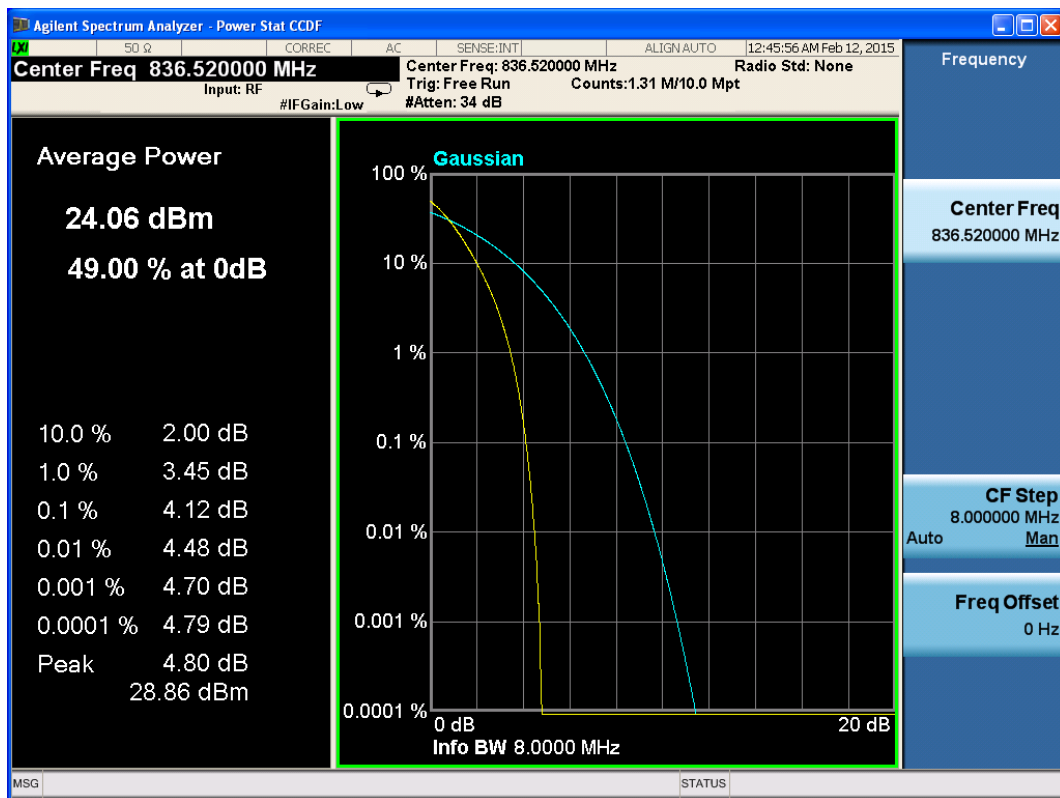 Agilent Spectrum Analyzer - Power Stat CCDF
LXI 50 Ω CORREC AC SENSE:INT ALIGN AUTO 12:45:56 AM Feb 12, 2015
Center Freq 836.520000 MHz
Input: RF
#IFGain:Low
Center Freq: 836.520000 MHz Radio Std: None
Trig: Free Run Counts:1.31 M/10.0 Mpt
#Atten: 34 dB
Average Power
24.06 dBm
49.00 % at 0dB
10.0 % 2.00 dB
1.0 % 3.45 dB
0.1 % 4.12 dB
0.01 % 4.48 dB
0.001 % 4.70 dB
0.0001 % 4.79 dB
Peak 4.80 dB
28.86 dBm
Gaussian
100 %
10 %
1 %
0.1 %
0.01 %
0.001 %
0.0001 %
0 dB 20 dB
Info BW 8.0000 MHz
Frequency
Center Freq
836.520000 MHz
CF Step
8.000000 MHz
Auto Man
Freq Offset
0 Hz
MSG STATUS